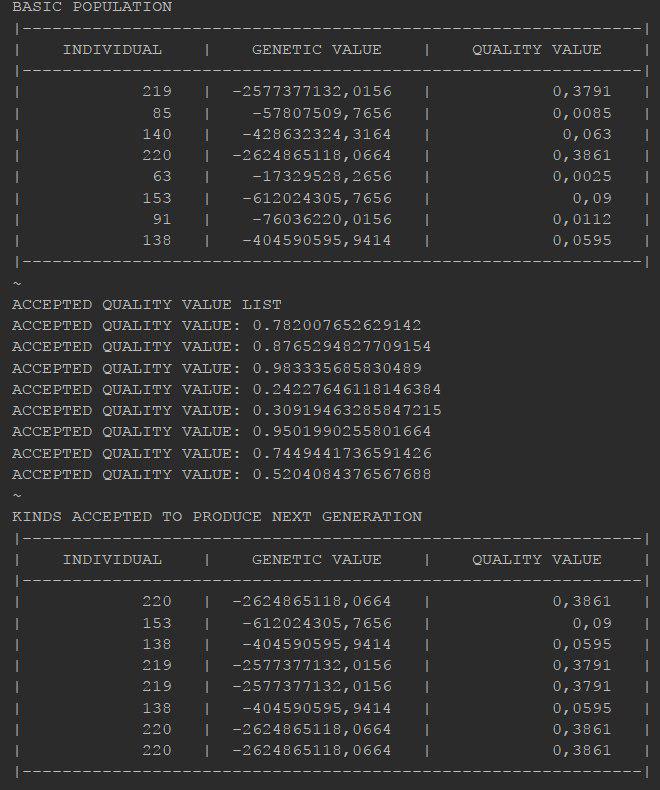 BASIC POPULATION
|--------------------------------------------------------------|
|    INDIVIDUAL    |    GENETIC VALUE    |    QUALITY VALUE    |
|--------------------------------------------------------------|
|            219   |  -2577377132,0156   |            0,3791   |
|             85   |    -57807509,7656   |            0,0085   |
|            140   |   -428632324,3164   |             0,063   |
|            220   |  -2624865118,0664   |            0,3861   |
|             63   |    -17329528,2656   |            0,0025   |
|            153   |   -612024305,7656   |              0,09   |
|             91   |    -76036220,0156   |            0,0112   |
|            138   |   -404590595,9414   |            0,0595   |
|--------------------------------------------------------------|
~
ACCEPTED QUALITY VALUE LIST
ACCEPTED QUALITY VALUE: 0.782007652629142
ACCEPTED QUALITY VALUE: 0.8765294827709154
ACCEPTED QUALITY VALUE: 0.983335685830489
ACCEPTED QUALITY VALUE: 0.24227646118146384
ACCEPTED QUALITY VALUE: 0.30919463285847215
ACCEPTED QUALITY VALUE: 0.9501990255801664
ACCEPTED QUALITY VALUE: 0.7449441736591426
ACCEPTED QUALITY VALUE: 0.5204084376567688
~
KINDS ACCEPTED TO PRODUCE NEXT GENERATION
|--------------------------------------------------------------|
|    INDIVIDUAL    |    GENETIC VALUE    |    QUALITY VALUE    |
|--------------------------------------------------------------|
|            220   |  -2624865118,0664   |            0,3861   |
|            153   |   -612024305,7656   |              0,09   |
|            138   |   -404590595,9414   |            0,0595   |
|            219   |  -2577377132,0156   |            0,3791   |
|            219   |  -2577377132,0156   |            0,3791   |
|            138   |   -404590595,9414   |            0,0595   |
|            220   |  -2624865118,0664   |            0,3861   |
|            220   |  -2624865118,0664   |            0,3861   |
|--------------------------------------------------------------|